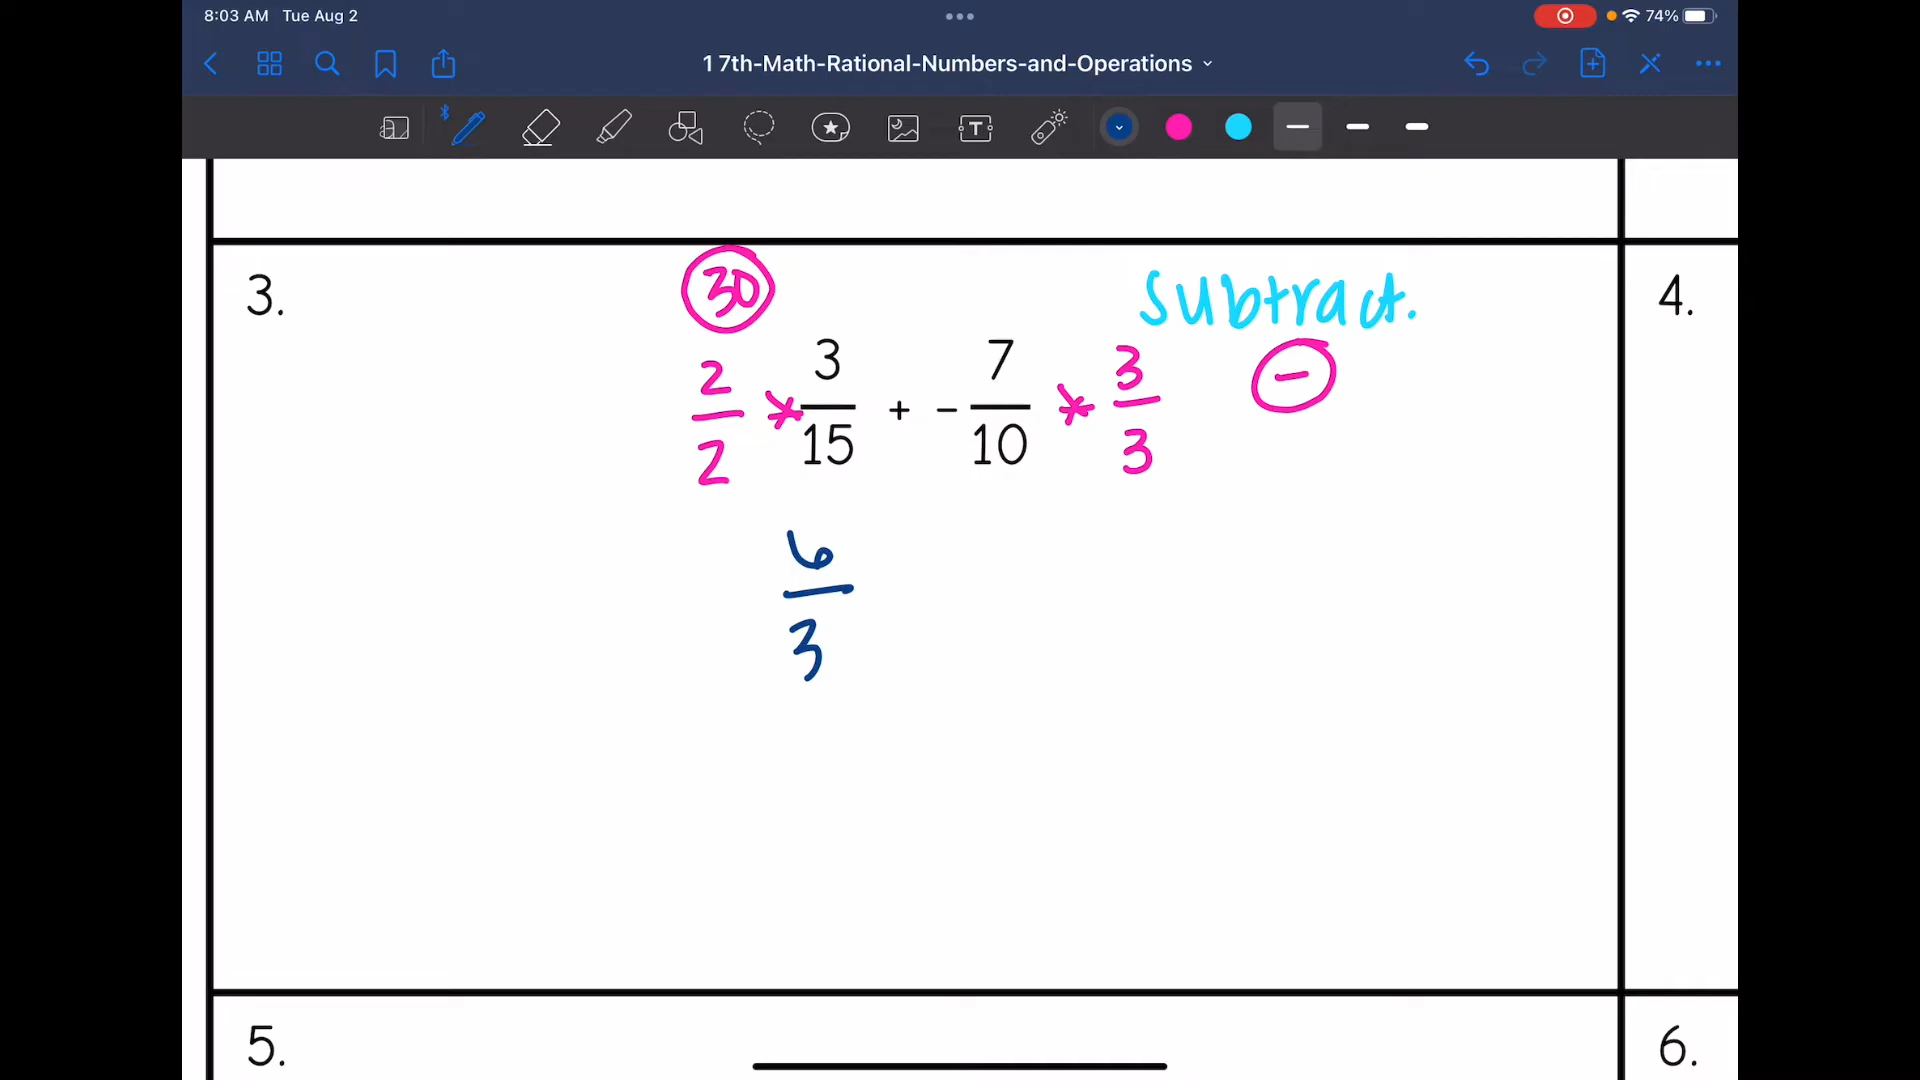 8:03 AM Tue Aug 2
74%
1 7th-Math-Rational-Numbers-and-Operations
T
3.
30
Subtract.
4.
2/2 * 3/15 + - 7/10 * 3/3
−
6/3
5.
6.